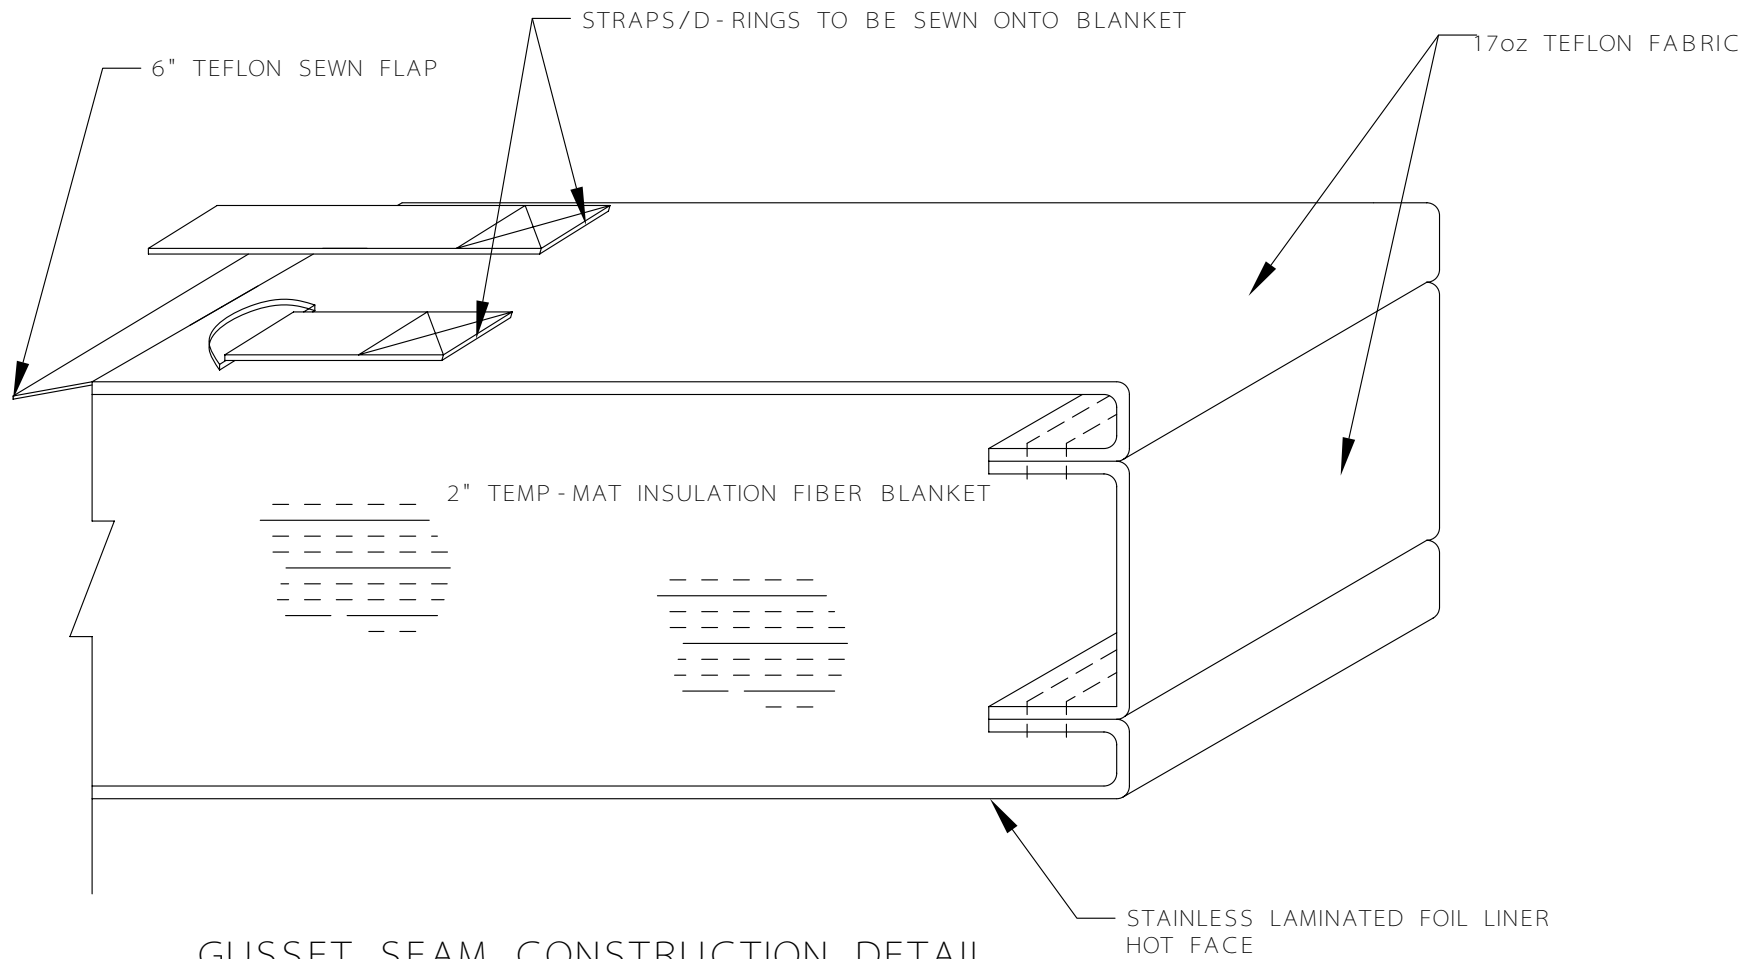 STRAPS/D-RINGS TO BE SEWN ONTO BLANKET
17oz TEFLON FABRIC
6" TEFLON SEWN FLAP
2" TEMP-MAT INSULATION FIBER BLANKET
STAINLESS LAMINATED FOIL LINER
HOT FACE
GUSSET SEAM CONSTRUCTION DETAIL